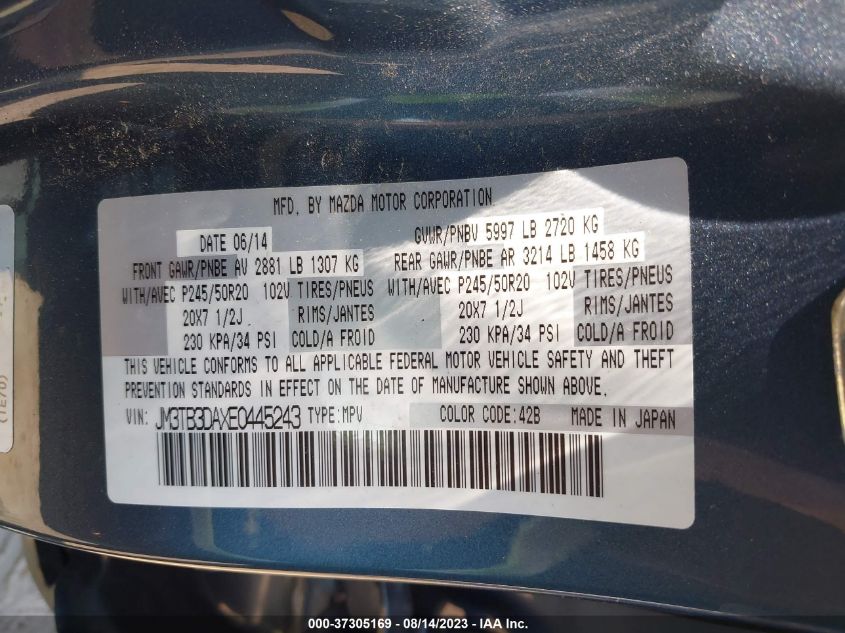 MFD. BY MAZDA MOTOR CORPORATION
DATE 06/14 GVWR/PNBV 5997 LB 2720 KG
FRONT GAWR/PNBE AV 2881 LB 1307 KG REAR GAWR/PNBE AR 3214 LB 1458 KG
WITH/AVEC P245/50R20 102V TIRES/PNEUS WITH/AVEC P245/50R20 102V TIRES/PNEUS
20X7 1/2J RIMS/JANTES 20X7 1/2J RIMS/JANTES
230 KPA/34 PSI COLD/A FROID 230 KPA/34 PSI COLD/A FROID
THIS VEHICLE CONFORMS TO ALL APPLICABLE FEDERAL MOTOR VEHICLE SAFETY AND THEFT
PREVENTION STANDARDS IN EFFECT ON THE DATE OF MANUFACTURE SHOWN ABOVE.
VIN: JM3TB3DAXE0445243 TYPE:MPV COLOR CODE:42B MADE IN JAPAN
(TE70)
000-37305169 - 08/14/2023 - IAA Inc.